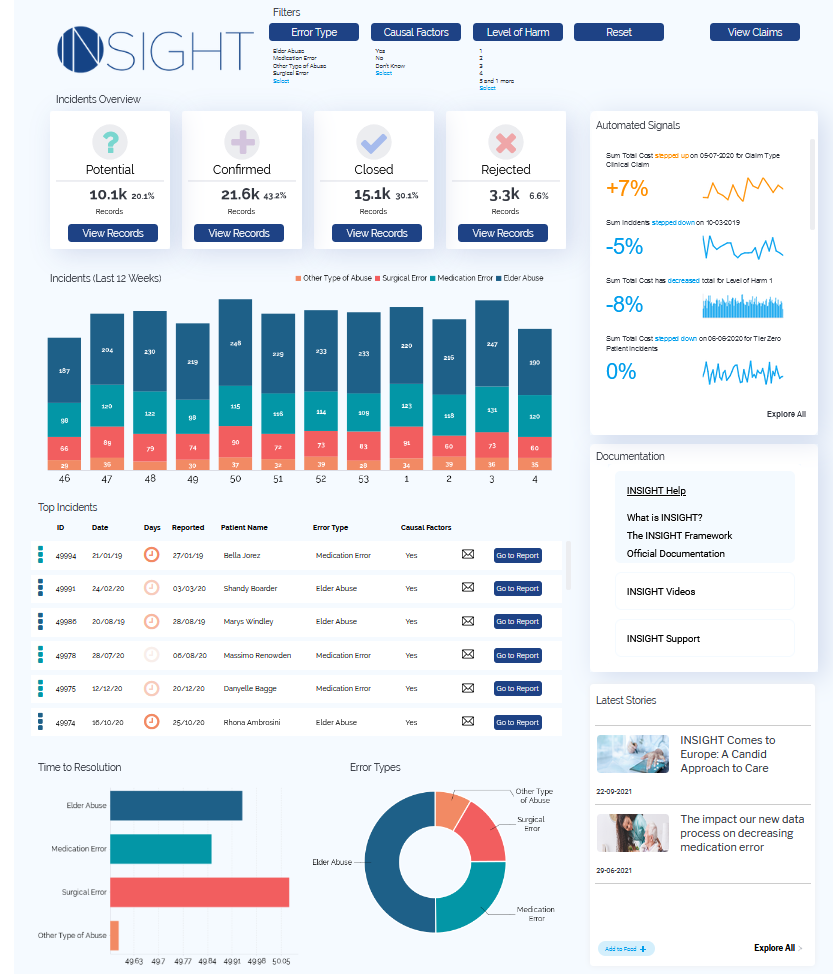 INSIGHT
Filters
Error Type
Causal Factors
Level of Harm
Reset
View Claims
Elder Abuse
Medication Error
Other Type of Abuse
Surgical Error
Select
Yes
No
Don't Know
Select
1
2
3
4
5 and 1 more
Select
Incidents Overview
Potential
10.1k 20.1%
Records
View Records
Confirmed
21.6k 43.2%
Records
View Records
Closed
15.1k 30.1%
Records
View Records
Rejected
3.3k 6.6%
Records
View Records
Automated Signals
Sum Total Cost stepped up on 05-07-2020 for Claim Type
Clinical Claim
+7%
Sum Incidents stepped down on 10-03-2019
-5%
Sum Total Cost has decreased total for Level of Harm 1
-8%
Sum Total Cost stepped down on 06-06-2020 for Tier Zero
Patient Incidents
0%
Explore All
Incidents (Last 12 Weeks)
Other Type of Abuse Surgical Error Medication Error Elder Abuse
187 204 230 219 248 229 233 233 220 216 247 190
98 120 122 98 115 116 114 109 123 118 131 120
66 89 79 74 90 72 73 83 91 60 73 60
29 36 30 37 32 39 28 34 39 36 35
46 47 48 49 50 51 52 53 1 2 3 4
Documentation
INSIGHT Help
What is INSIGHT?
The INSIGHT Framework
Official Documentation
INSIGHT Videos
INSIGHT Support
Top Incidents
ID Date Days Reported Patient Name Error Type Causal Factors
49994 21/01/19 27/01/19 Bella Jorez Medication Error Yes Go to Report
49991 24/02/20 03/03/20 Shandy Boarder Elder Abuse Yes Go to Report
49986 20/08/19 28/08/19 Marys Windley Elder Abuse Yes Go to Report
49978 28/07/20 06/08/20 Massimo Renowden Medication Error Yes Go to Report
49975 12/12/20 20/12/20 Danyelle Bagge Medication Error Yes Go to Report
49974 16/10/20 25/10/20 Rhona Ambrosini Elder Abuse Yes Go to Report
Latest Stories
INSIGHT Comes to
Europe: A Candid
Approach to Care
22-09-2021
The impact our new data
process on decreasing
medication error
29-06-2021
Add to Feed +
Explore All >
Time to Resolution
Elder Abuse
Medication Error
Surgical Error
Other Type of Abuse
49.63 49.7 49.77 49.84 49.91 49.98 50.05
Error Types
Other Type
of Abuse
Surgical
Error
Elder Abuse
Medication
Error